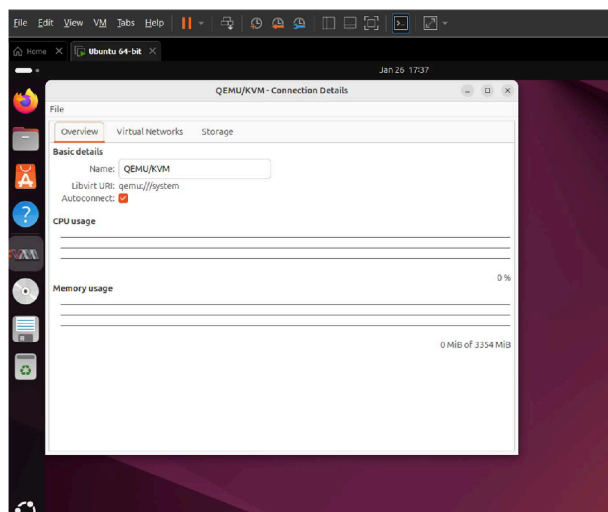 File Edit View VM Tabs Help
Home Ubuntu 64-bit
Jan 26 17:37
QEMU/KVM - Connection Details
File
Overview Virtual Networks Storage
Basic details
Name: QEMU/KVM
Libvirt URI: qemu:///system
Autoconnect:
CPU usage
0 %
Memory usage
0 MiB of 3354 MiB